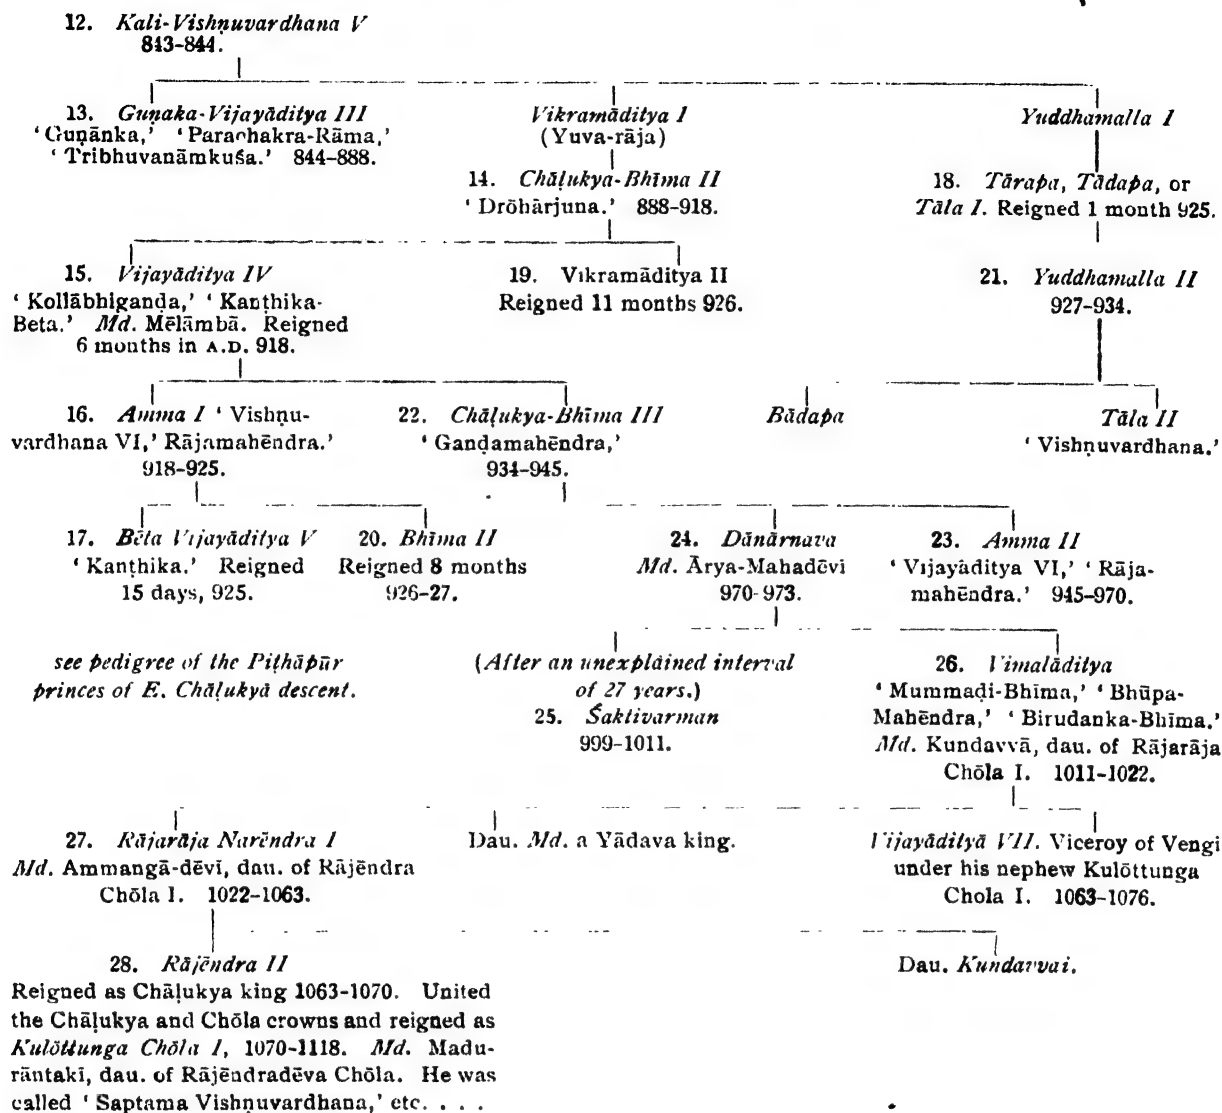 12. Kali-Vishṇuvardhana V
843–844.
13. Guṇaka-Vijayāditya III
‘Guṇānka,’ ‘Parachakra-Rāma,’
‘Tribhuvanāmkuśa.’ 844–888.
Vikramāditya I
(Yuva-rāja)
Yuddhamalla I
14. Chāḷukya-Bhīma II
‘Drōhārjuna.’ 888–918.
18. Tārapa, Tādapa, or
Tāla I. Reigned 1 month 925.
15. Vijayāditya IV
‘Kollābhigaṇḍa,’ ‘Kaṇṭhika-
Beta.’ Md. Mēlāmbā. Reigned
6 months in A.D. 918.
19. Vikramāditya II
Reigned 11 months 926.
21. Yuddhamalla II
927–934.
16. Amma I ‘Vishṇu-
vardhana VI,’ Rājamahēndra.’
918–925.
22. Chāḷukya-Bhīma III
‘Gaṇḍamahēndra,’
934–945.
Bādapa
Tāla II
‘Vishṇuvardhana.’
17. Bēta Vijayāditya V
‘Kaṇṭhika.’ Reigned
15 days, 925.
20. Bhīma II
Reigned 8 months
926–27.
24. Dānārnava
Md. Ārya-Mahadēvi
970–973.
23. Amma II
‘Vijayāditya VI,’ ‘Rāja-
mahēndra.’ 945–970.
see pedigree of the Piṭhāpūr
princes of E. Chāḷukyā descent.
(After an unexplained interval
of 27 years.)
25. Śaktivarman
999–1011.
26. Vimalāditya
‘Mummaḍi-Bhīma,’ ‘Bhūpa-
Mahēndra,’ ‘Birudanka-Bhīma.’
Md. Kundavvā, dau. of Rājarāja
Chōla I. 1011–1022.
27. Rājarāja Narēndra I
Md. Ammangā-dēvī, dau. of Rājēndra
Chōla I. 1022–1063.
Dau. Md. a Yādava king.
Vijayādityā VII. Viceroy of Vengi
under his nephew Kulōttunga
Chola I. 1063–1076.
28. Rājēndra II
Reigned as Chāḷukya king 1063–1070. United
the Chāḷukya and Chōla crowns and reigned as
Kulōttunga Chōla I, 1070–1118. Md. Madu-
rāntakī, dau. of Rājēndradēva Chōla. He was
called ‘Saptama Vishṇuvardhana,’ etc. . . .
Dau. Kundavvai.